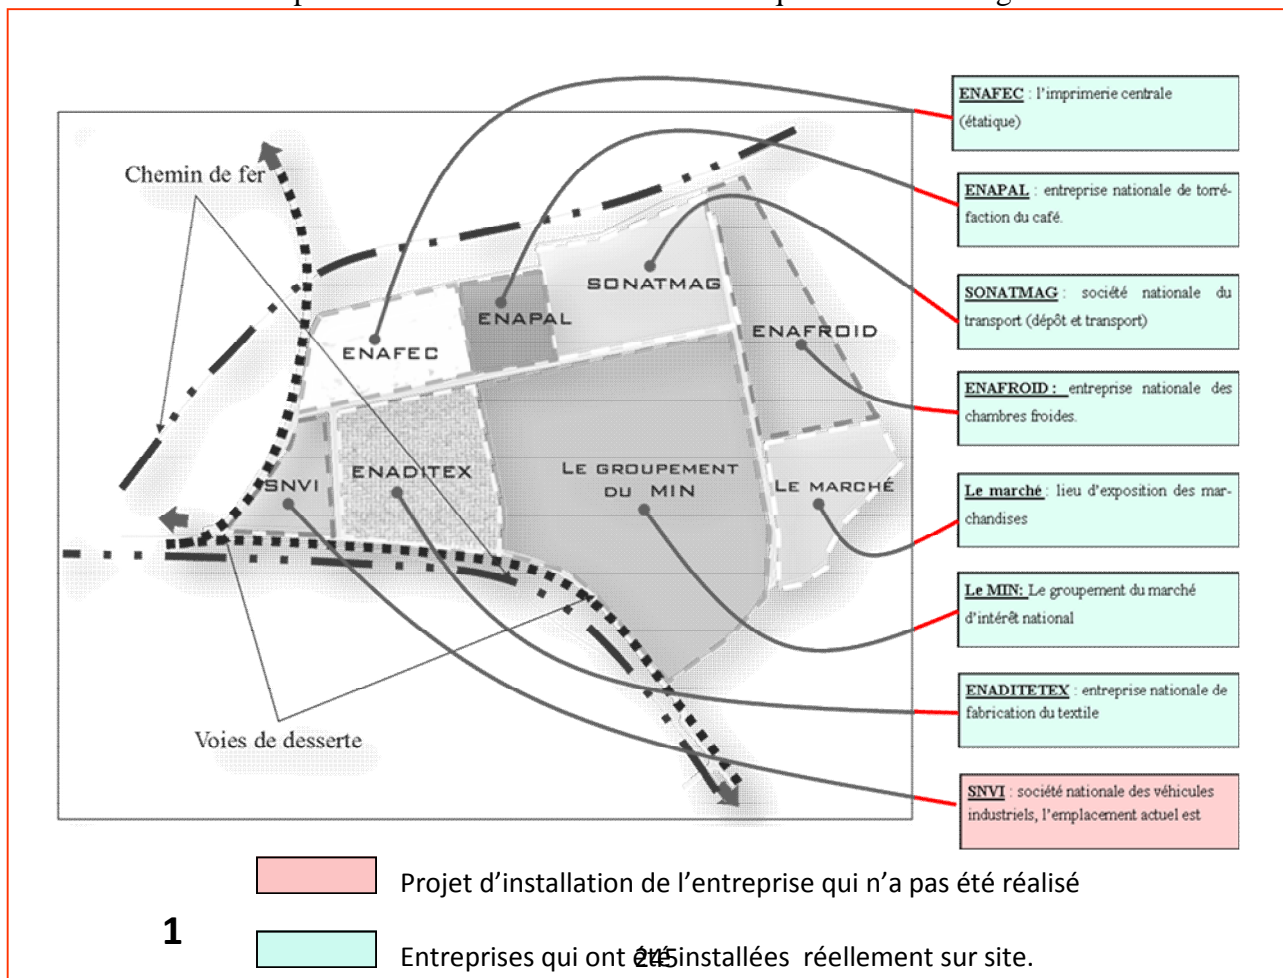 Chemin de fer
SONATMAG
ENAPAL
ENAFROID
ENAFEC
SNVI
ENADITEX
LE GROUPEMENT
DU MIN
LE MARCHÉ
Voies de desserte
ENAFEC : l'imprimerie centrale
(étatique)
ENAPAL : entreprise nationale de torré-
faction du café.
SONATMAG : société nationale du
transport (dépôt et transport)
ENAFROID : entreprise nationale des
chambres froides.
Le marché : lieu d'exposition des mar-
chandises
Le MIN: Le groupement du marché
d'intérêt national
ENADITETEX : entreprise nationale de
fabrication du textile
SNVI : société nationale des véhicules
industriels, l'emplacement actuel est
Projet d'installation de l'entreprise qui n'a pas été réalisé
1
Entreprises qui ont été installées réellement sur site.
245